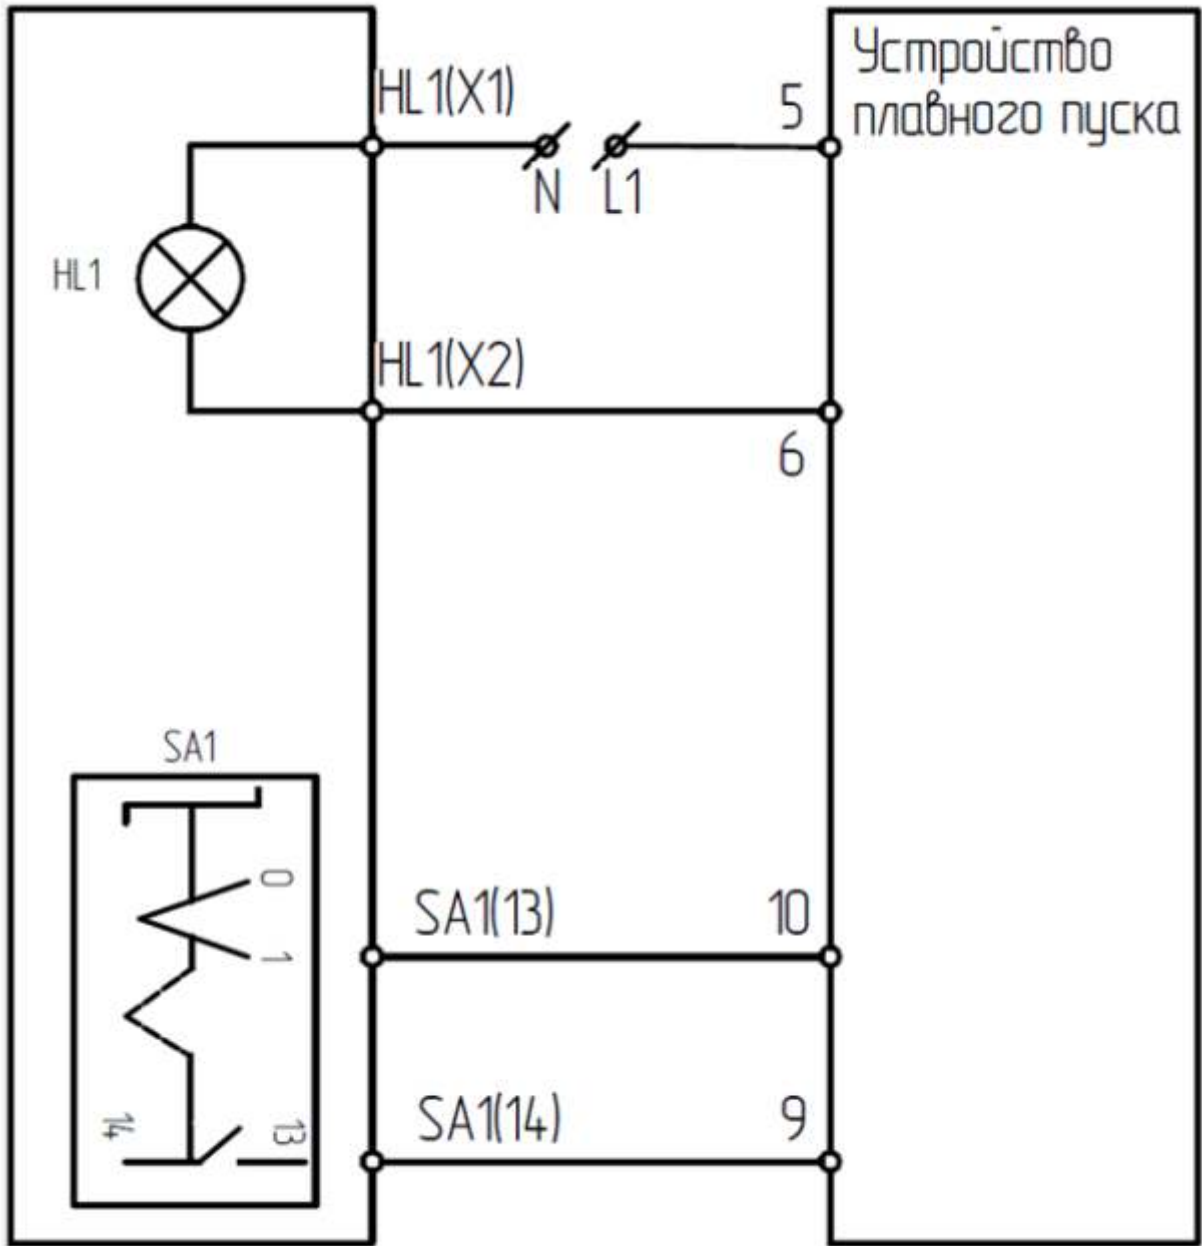 HL1(X1)
5
Устройство
плавного пуска
N
L1
HL1
HL1(X2)
6
SA1
0
1
SA1(13)
10
14
13
SA1(14)
9